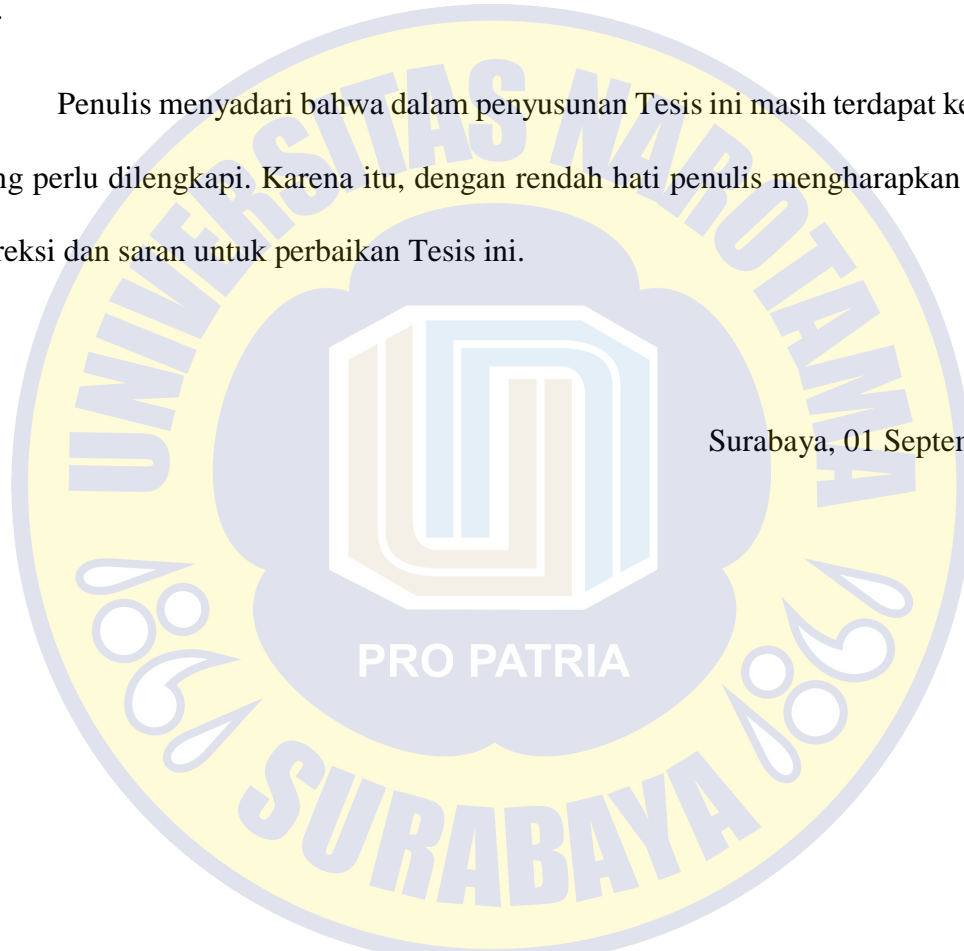 Penulis menyadari bahwa dalam penyusunan Tesis ini masih terdapat ke
ng perlu dilengkapi. Karena itu, dengan rendah hati penulis mengharapkan
reksi dan saran untuk perbaikan Tesis ini.
UNIVERSITAS NAROTAMA
Surabaya, 01 Septem
PRO PATRIA
SURABAYA